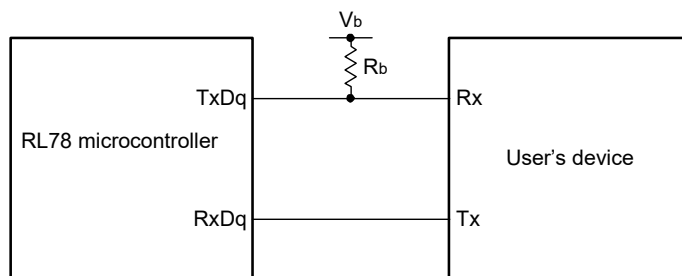 Vb
Rb
TxDq
Rx
RL78 microcontroller
User's device
RxDq
Tx